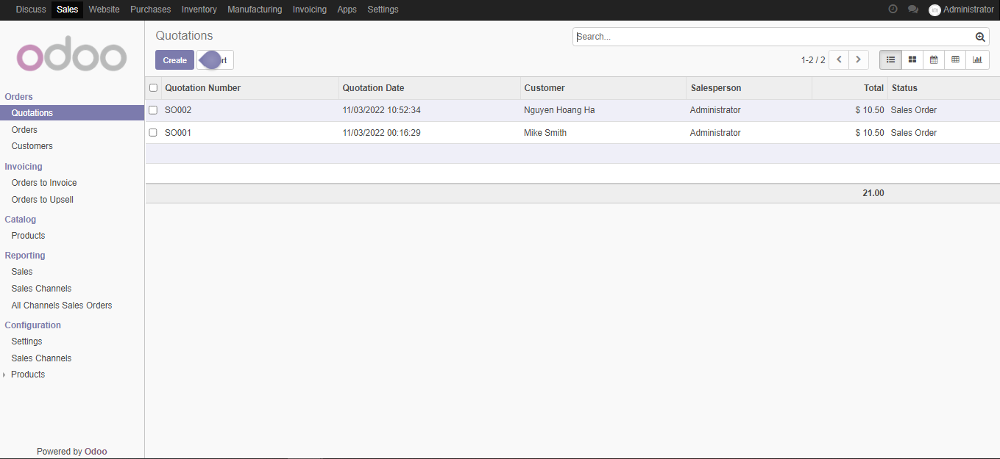 Discuss Sales Website Purchases Inventory Manufacturing Invoicing Apps Settings Administrator
odoo
Orders
Quotations
Orders
Customers
Invoicing
Orders to Invoice
Orders to Upsell
Catalog
Products
Reporting
Sales
Sales Channels
All Channels Sales Orders
Configuration
Settings
Sales Channels
Products
Powered by Odoo
Quotations
Search...
Create
1-2 / 2
Quotation Number Quotation Date Customer Salesperson Total Status
SO002 11/03/2022 10:52:34 Nguyen Hoang Ha Administrator $ 10.50 Sales Order
SO001 11/03/2022 00:16:29 Mike Smith Administrator $ 10.50 Sales Order
21.00